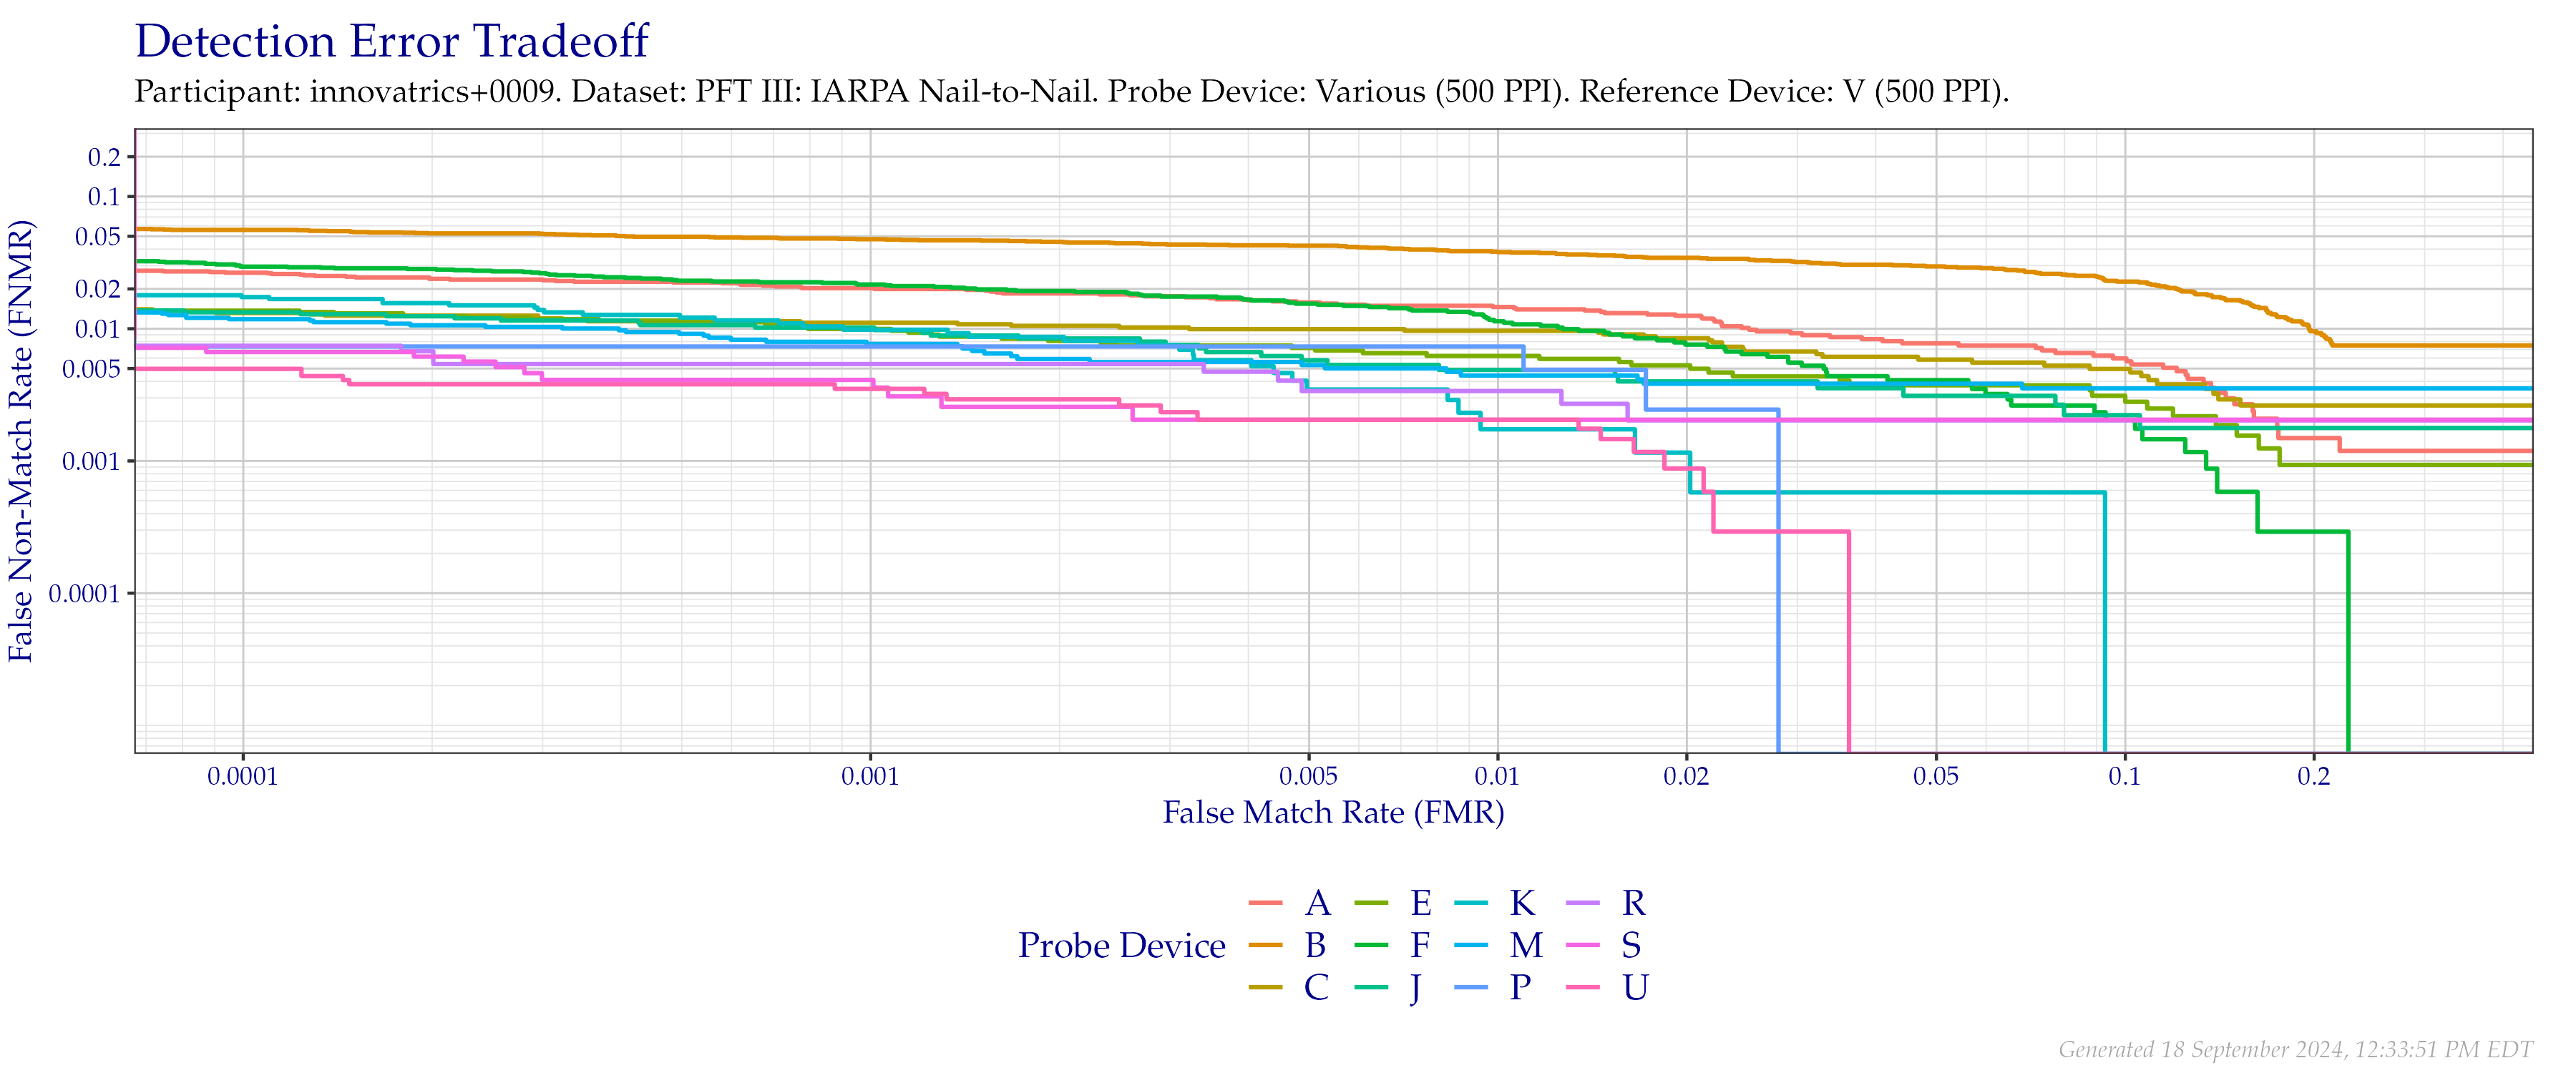 Detection Error Tradeoff
Participant: innovatrics+0009. Dataset: PFT III: IARPA Nail-to-Nail. Probe Device: Various (500 PPI). Reference Device: V (500 PPI).
False Non-Match Rate (FNMR)
0.2
0.1
0.05
0.02
0.01
0.005
0.001
0.0001
0.0001 0.001 0.005 0.01 0.02 0.05 0.1 0.2
False Match Rate (FMR)
Probe Device
A E K R
B F M S
C J P U
Generated 18 September 2024, 12:33:51 PM EDT